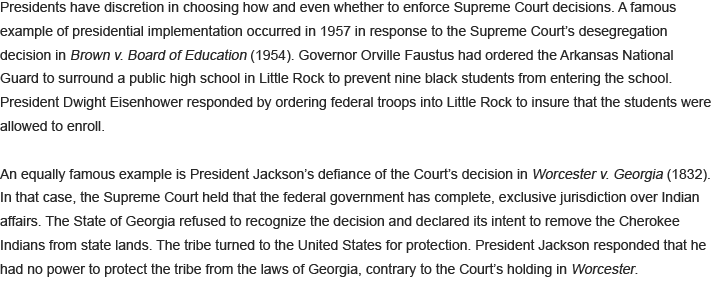 Presidents have discretion in choosing how and even whether to enforce Supreme Court decisions. A famous
example of presidential implementation occurred in 1957 in response to the Supreme Court's desegregation
decision in Brown v. Board of Education (1954). Governor Orville Faustus had ordered the Arkansas National
Guard to surround a public high school in Little Rock to prevent nine black students from entering the school.
President Dwight Eisenhower responded by ordering federal troops into Little Rock to insure that the students were
allowed to enroll.

An equally famous example is President Jackson's defiance of the Court's decision in Worcester v. Georgia (1832).
In that case, the Supreme Court held that the federal government has complete, exclusive jurisdiction over Indian
affairs. The State of Georgia refused to recognize the decision and declared its intent to remove the Cherokee
Indians from state lands. The tribe turned to the United States for protection. President Jackson responded that he
had no power to protect the tribe from the laws of Georgia, contrary to the Court's holding in Worcester.